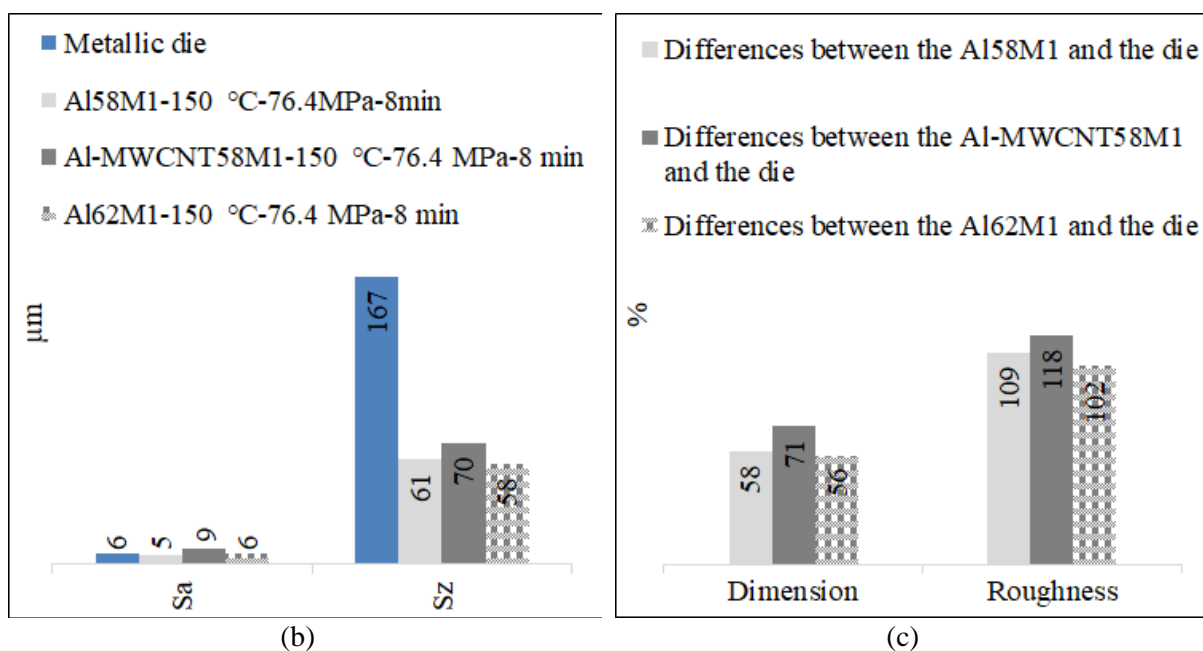 Metallic die
Al58M1-150 °C-76.4MPa-8min
Al-MWCNT58M1-150 °C-76.4 MPa-8 min
Al62M1-150 °C-76.4 MPa-8 min
µm
6
5
9
6
167
61
70
58
Sa
Sz
(b)
Differences between the Al58M1 and the die
Differences between the Al-MWCNT58M1
and the die
Differences between the Al62M1 and the die
%
58
71
56
109
118
102
Dimension
Roughness
(c)